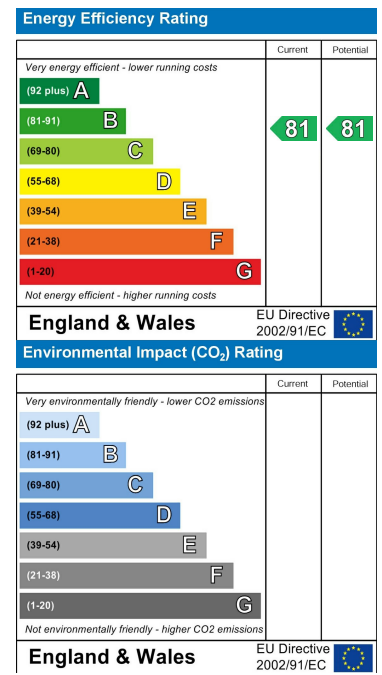 Energy Efficiency Rating
Current Potential
Very energy efficient - lower running costs
(92 plus) A
(81-91) B 81 81
(69-80) C
(55-68) D
(39-54) E
(21-38) F
(1-20) G
Not energy efficient - higher running costs
England & Wales
EU Directive
2002/91/EC
Environmental Impact (CO₂) Rating
Current Potential
Very environmentally friendly - lower CO2 emissions
(92 plus) A
(81-91) B
(69-80) C
(55-68) D
(39-54) E
(21-38) F
(1-20) G
Not environmentally friendly - higher CO2 emissions
England & Wales
EU Directive
2002/91/EC